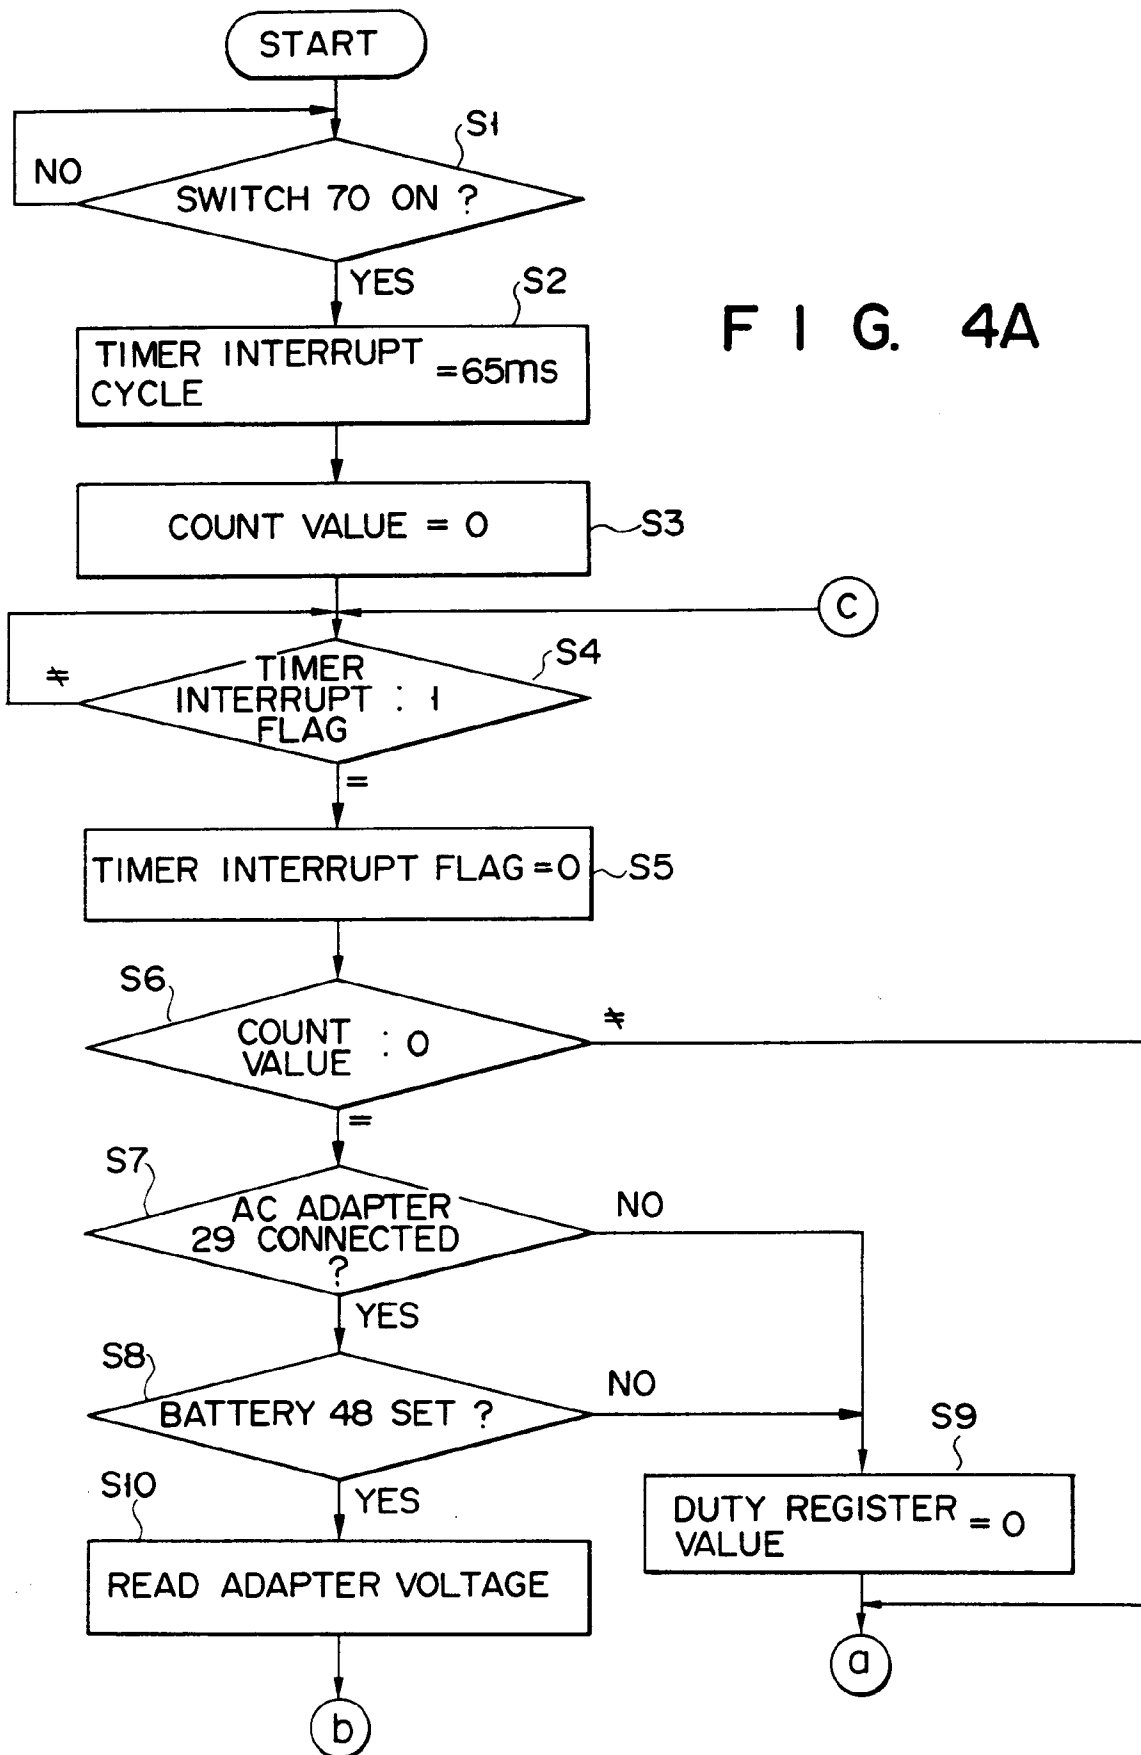 START
S1
NO
SWITCH 70 ON ?
YES
S2
FIG. 4A
TIMER INTERRUPT
CYCLE
=65ms
COUNT VALUE = 0
S3
C
S4
≠
TIMER
INTERRUPT : 1
FLAG
=
TIMER INTERRUPT FLAG=0
S5
S6
≠
COUNT
VALUE
: 0
=
S7
NO
AC ADAPTER
29 CONNECTED
?
YES
S8
NO
BATTERY 48 SET ?
S9
S10
YES
DUTY REGISTER
VALUE
= 0
READ ADAPTER VOLTAGE
a
b